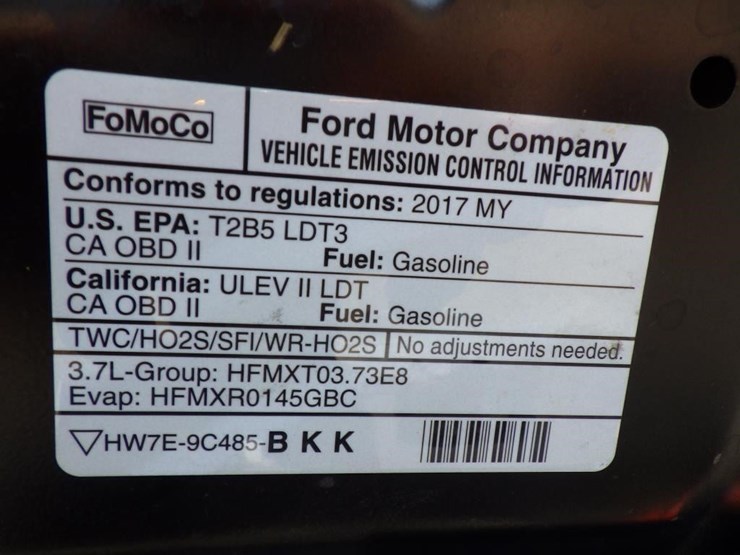 FoMoCo
Ford Motor Company
VEHICLE EMISSION CONTROL INFORMATION
Conforms to regulations: 2017 MY
U.S. EPA: T2B5 LDT3
CA OBD II Fuel: Gasoline
California: ULEV II LDT
CA OBD II Fuel: Gasoline
TWC/HO2S/SFI/WR-HO2S No adjustments needed.
3.7L-Group: HFMXT03.73E8
Evap: HFMXR0145GBC
HW7E-9C485-B K K